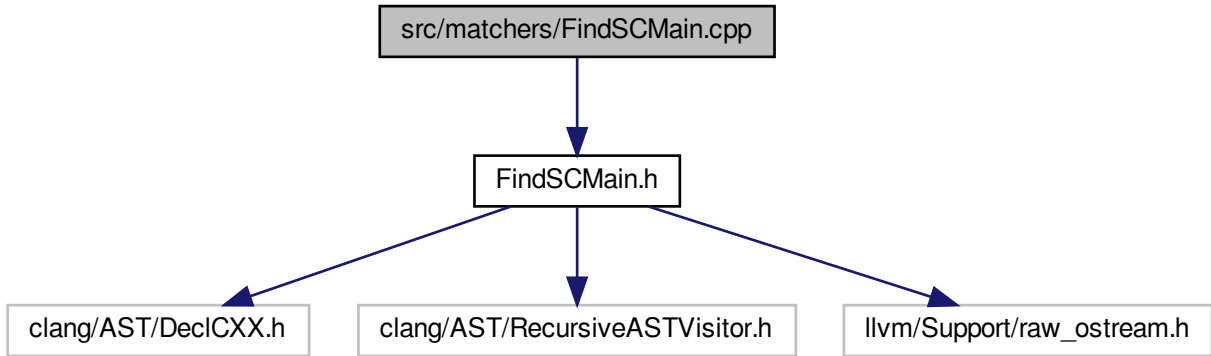 src/matchers/FindSCMain.cpp
FindSCMain.h
clang/AST/DeclCXX.h
clang/AST/RecursiveASTVisitor.h
llvm/Support/raw_ostream.h